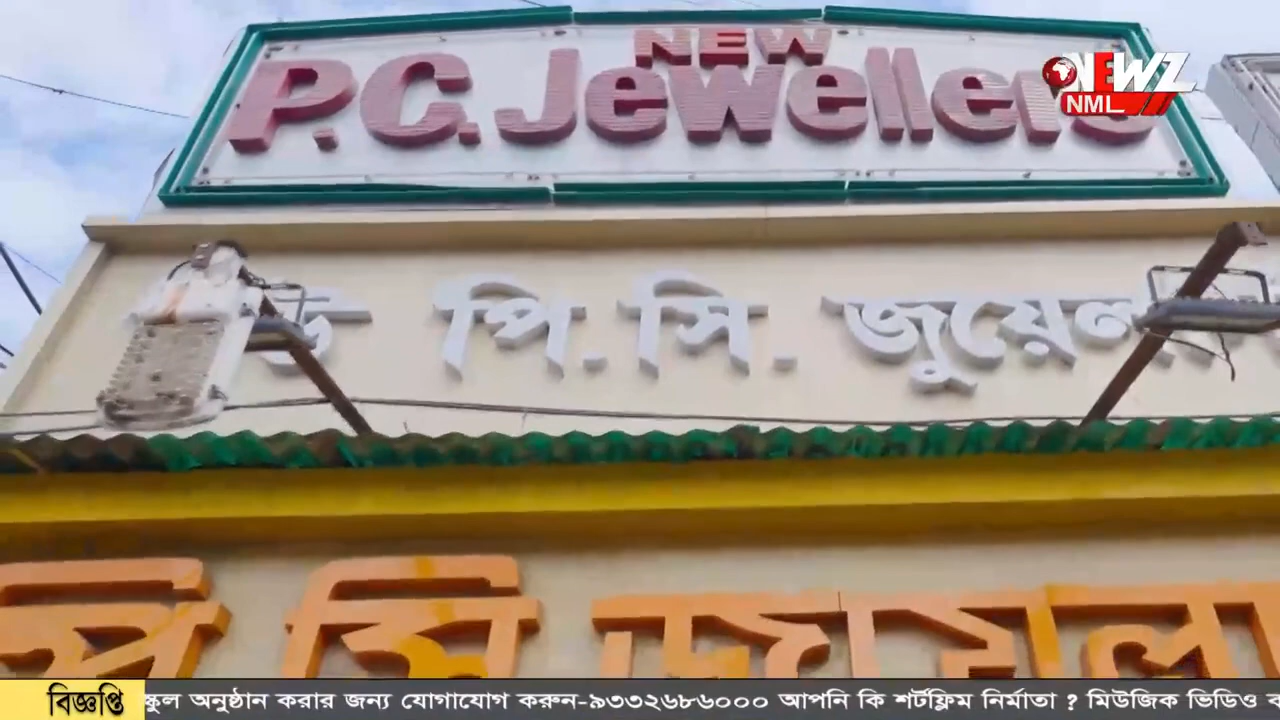 NEW
P.C. Jewellers
NEWZ
NML
উ পি.সি. জুয়েল
পি সি
বিজ্ঞপ্তি
স্কুল অনুষ্ঠান করার জন্য যোগাযোগ করুন-৯৩৩২৬৮৬০০০ আপনি কি শর্টফ্লিম নির্মাতা ? মিউজিক ভিডিও